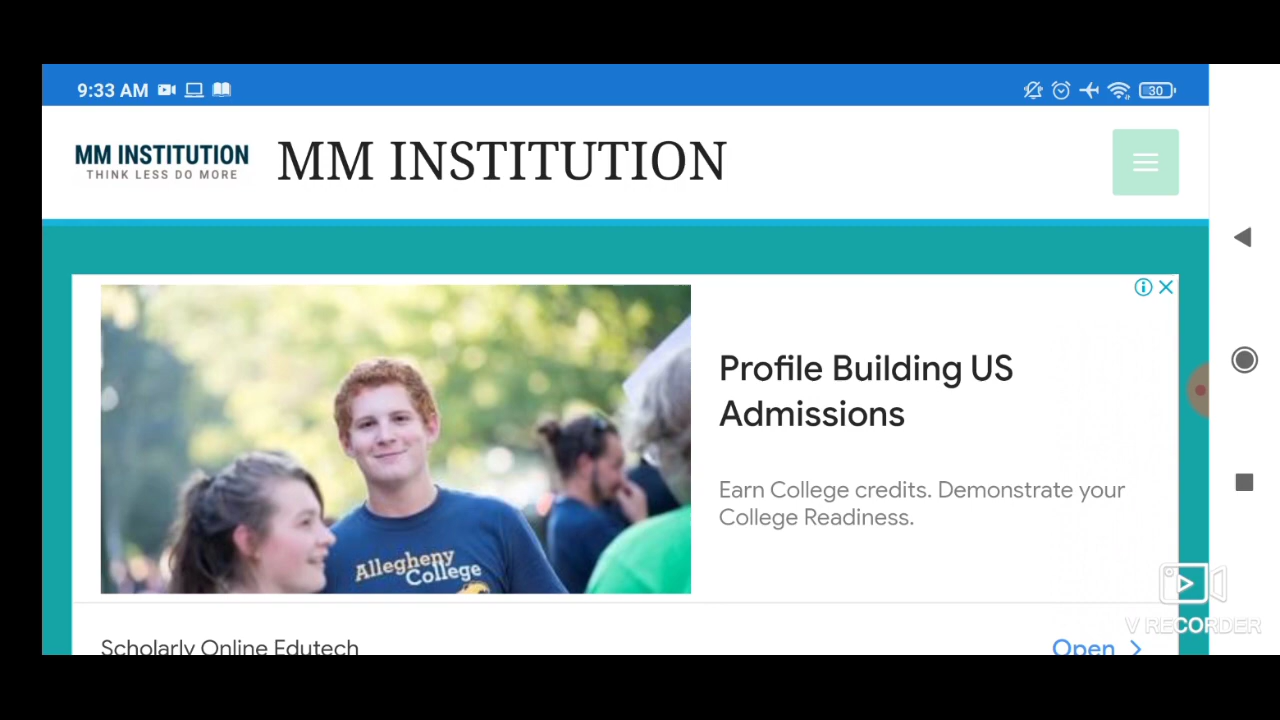 9:33 AM
30
MM INSTITUTION
THINK LESS DO MORE
MM INSTITUTION
Profile Building US
Admissions
Earn College credits. Demonstrate your
College Readiness.
Allegheny
College
Scholarly Online Edutech
Open
V RECORDER